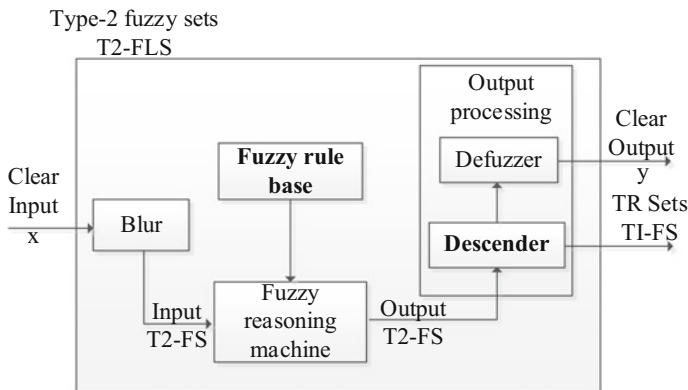 Type-2 fuzzy sets
T2-FLS
Output
processing
Clear
Output
y
Defuzzer
Fuzzy rule
base
Clear
Input
x
Blur
TR Sets
TI-FS
Descender
Input
T2-FS
Fuzzy
reasoning
machine
Output
T2-FS